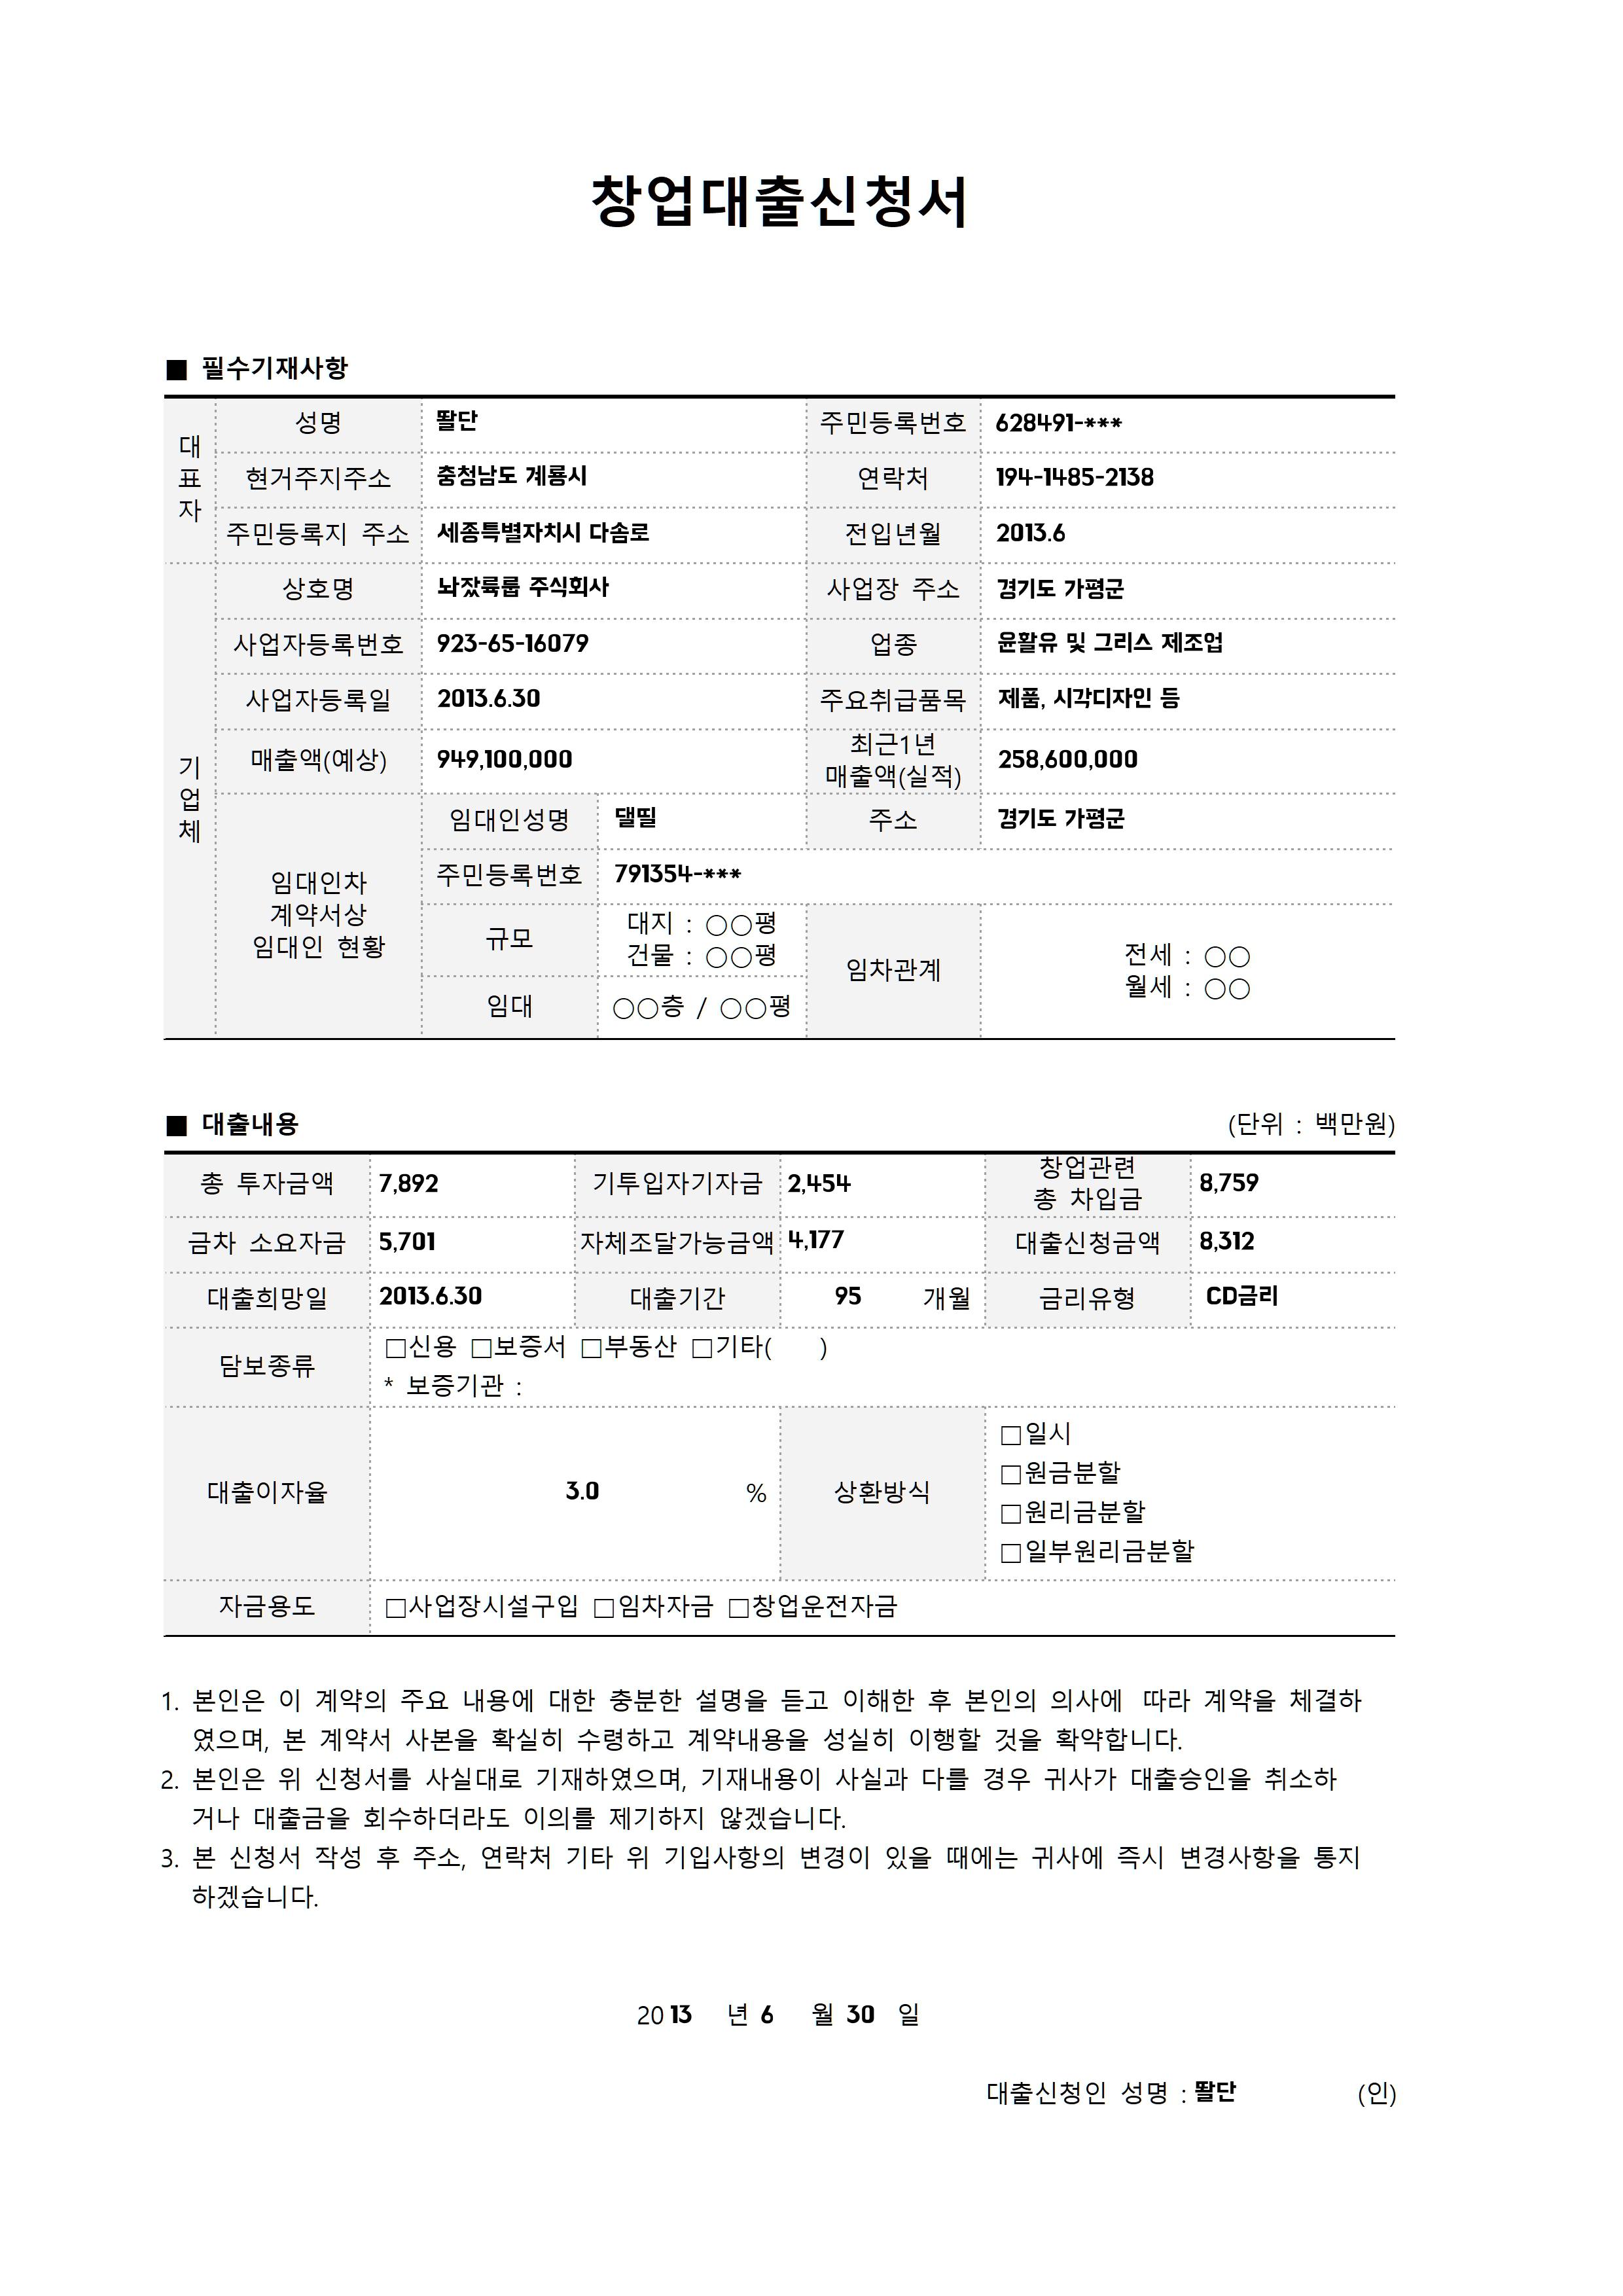 창업대출신청서
■ 필수기재사항
대표자
성명 똴단 주민등록번호 628491-***
현거주지주소 충청남도 계룡시 연락처 194-1485-2138
주민등록지 주소 세종특별자치시 다솜로 전입년월 2013.6
기업체
상호명 주식회사 사업장 주소 경기도 가평군
사업자등록번호 923-65-16079 업종 윤활유 및 그리스 제조업
사업자등록일 2013.6.30 주요취급품목 제품, 시각디자인 등
매출액(예상) 949,100,000 최근1년 매출액(실적) 258,600,000
임대인차
계약서상
임대인 현황
임대인성명 댈띌 주소 경기도 가평군
주민등록번호 791354-***
규모 대지 : ○○평
건물 : ○○평
임대 ○○층 / ○○평
임차관계 전세 : ○○
월세 : ○○
■ 대출내용 (단위 : 백만원)
총 투자금액 7,892 기투입자기자금 2,454 창업관련 총 차입금 8,759
금차 소요자금 5,701 자체조달가능금액 4,177 대출신청금액 8,312
대출희망일 2013.6.30 대출기간 95 개월 금리유형 CD금리
담보종류 □신용 □보증서 □부동산 □기타( )
* 보증기관 :
대출이자율 3.0 % 상환방식
□일시
□원금분할
□원리금분할
□일부원리금분할
자금용도 □사업장시설구입 □임차자금 □창업운전자금
1. 본인은 이 계약의 주요 내용에 대한 충분한 설명을 듣고 이해한 후 본인의 의사에 따라 계약을 체결하
였으며, 본 계약서 사본을 확실히 수령하고 계약내용을 성실히 이행할 것을 확약합니다.
2. 본인은 위 신청서를 사실대로 기재하였으며, 기재내용이 사실과 다를 경우 귀사가 대출승인을 취소하
거나 대출금을 회수하더라도 이의를 제기하지 않겠습니다.
3. 본 신청서 작성 후 주소, 연락처 기타 위 기입사항의 변경이 있을 때에는 귀사에 즉시 변경사항을 통지
하겠습니다.
2013 년 6 월 30 일
대출신청인 성명 : 똴단 (인)